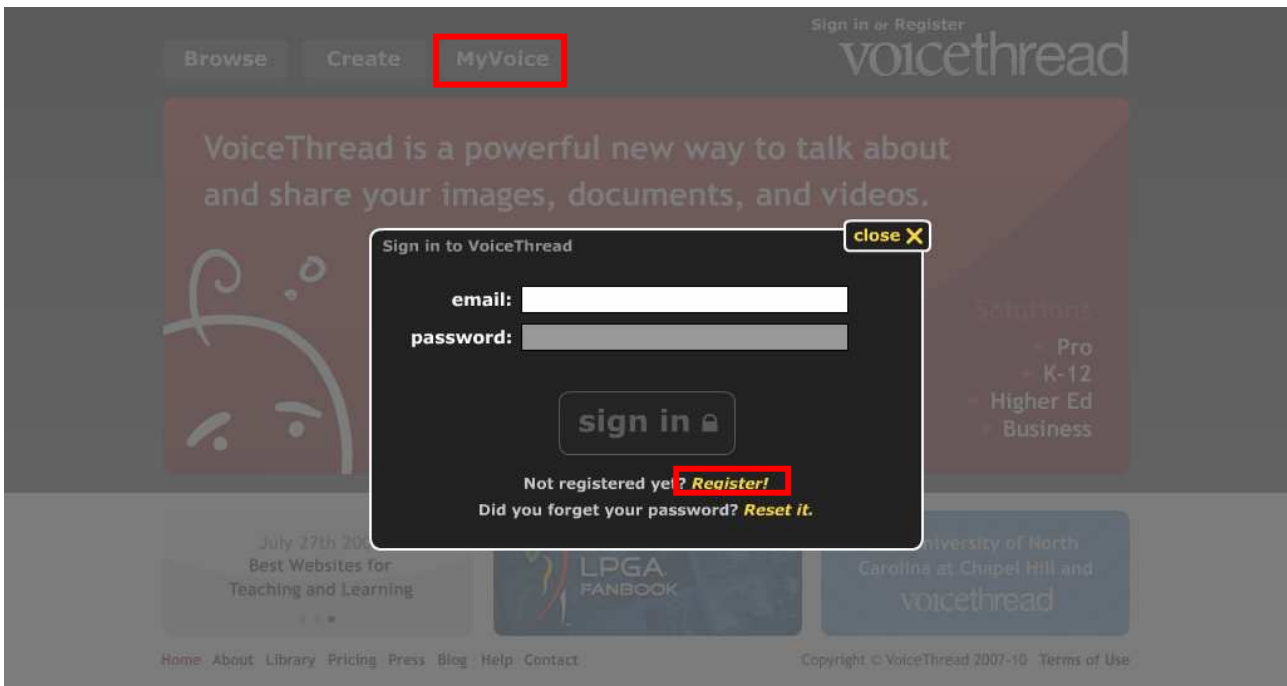 Sign in or Register
Browse Create MyVoice
voicethread
VoiceThread is a powerful new way to talk about
and share your images, documents, and videos.
close X
Sign in to VoiceThread
email:
password:
sign in
Not registered yet? Register!
Did you forget your password? Reset it.
Solutions
Pro
K-12
Higher Ed
Business
July 27th
Best Websites for
Teaching and Learning
LPGA
FANBOOK
University of North
Carolina at Chapel Hill and
voicethread
Home About Library Pricing Press Blog Help Contact
Copyright © VoiceThread 2007-10 Terms of Use